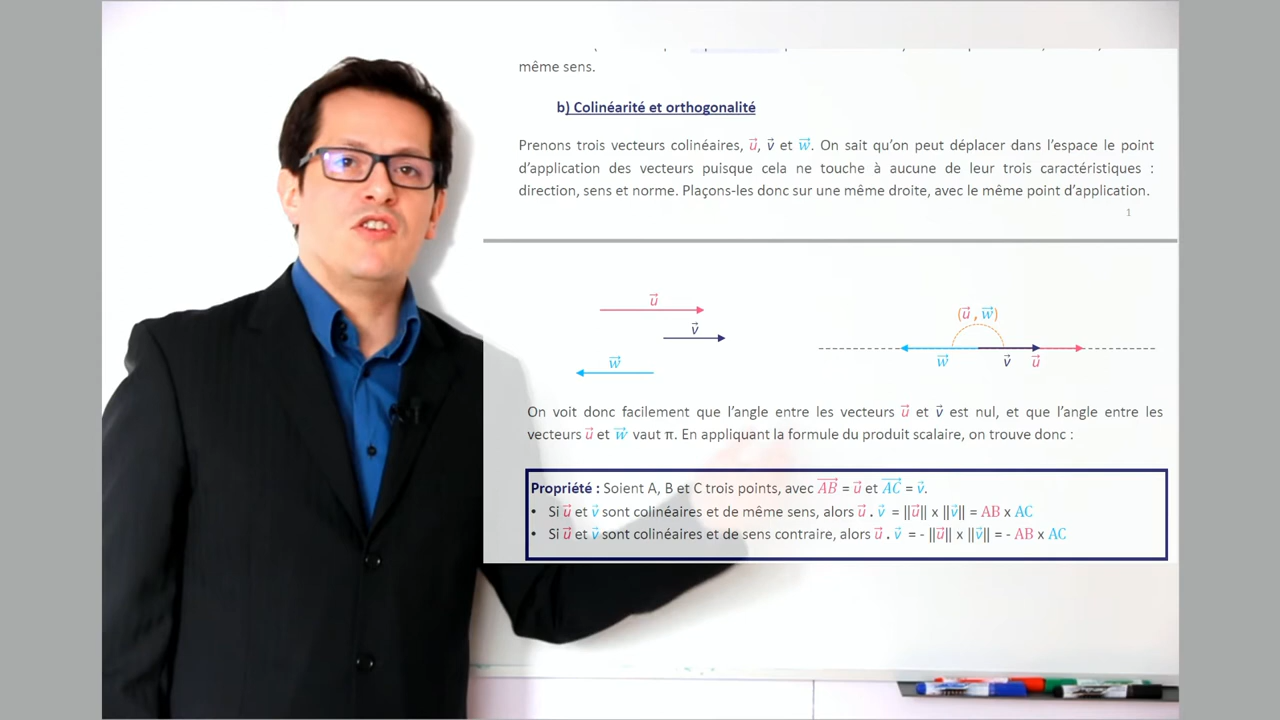 même sens.
b) Colinéarité et orthogonalité
Prenons trois vecteurs colinéaires, u⃗, v⃗ et w⃗. On sait qu’on peut déplacer dans l’espace le point
d’application des vecteurs puisque cela ne touche à aucune de leur trois caractéristiques :
direction, sens et norme. Plaçons-les donc sur une même droite, avec le même point d’application.
1
u⃗
v⃗
w⃗
(u⃗ , w⃗)
w⃗ v⃗ u⃗
On voit donc facilement que l’angle entre les vecteurs u⃗ et v⃗ est nul, et que l’angle entre les
vecteurs u⃗ et w⃗ vaut π. En appliquant la formule du produit scalaire, on trouve donc :
Propriété : Soient A, B et C trois points, avec AB⃗ = u⃗ et AC⃗ = v⃗.
• Si u⃗ et v⃗ sont colinéaires et de même sens, alors u⃗ . v⃗ = ||u⃗|| x ||v⃗|| = AB x AC
• Si u⃗ et v⃗ sont colinéaires et de sens contraire, alors u⃗ . v⃗ = - ||u⃗|| x ||v⃗|| = - AB x AC